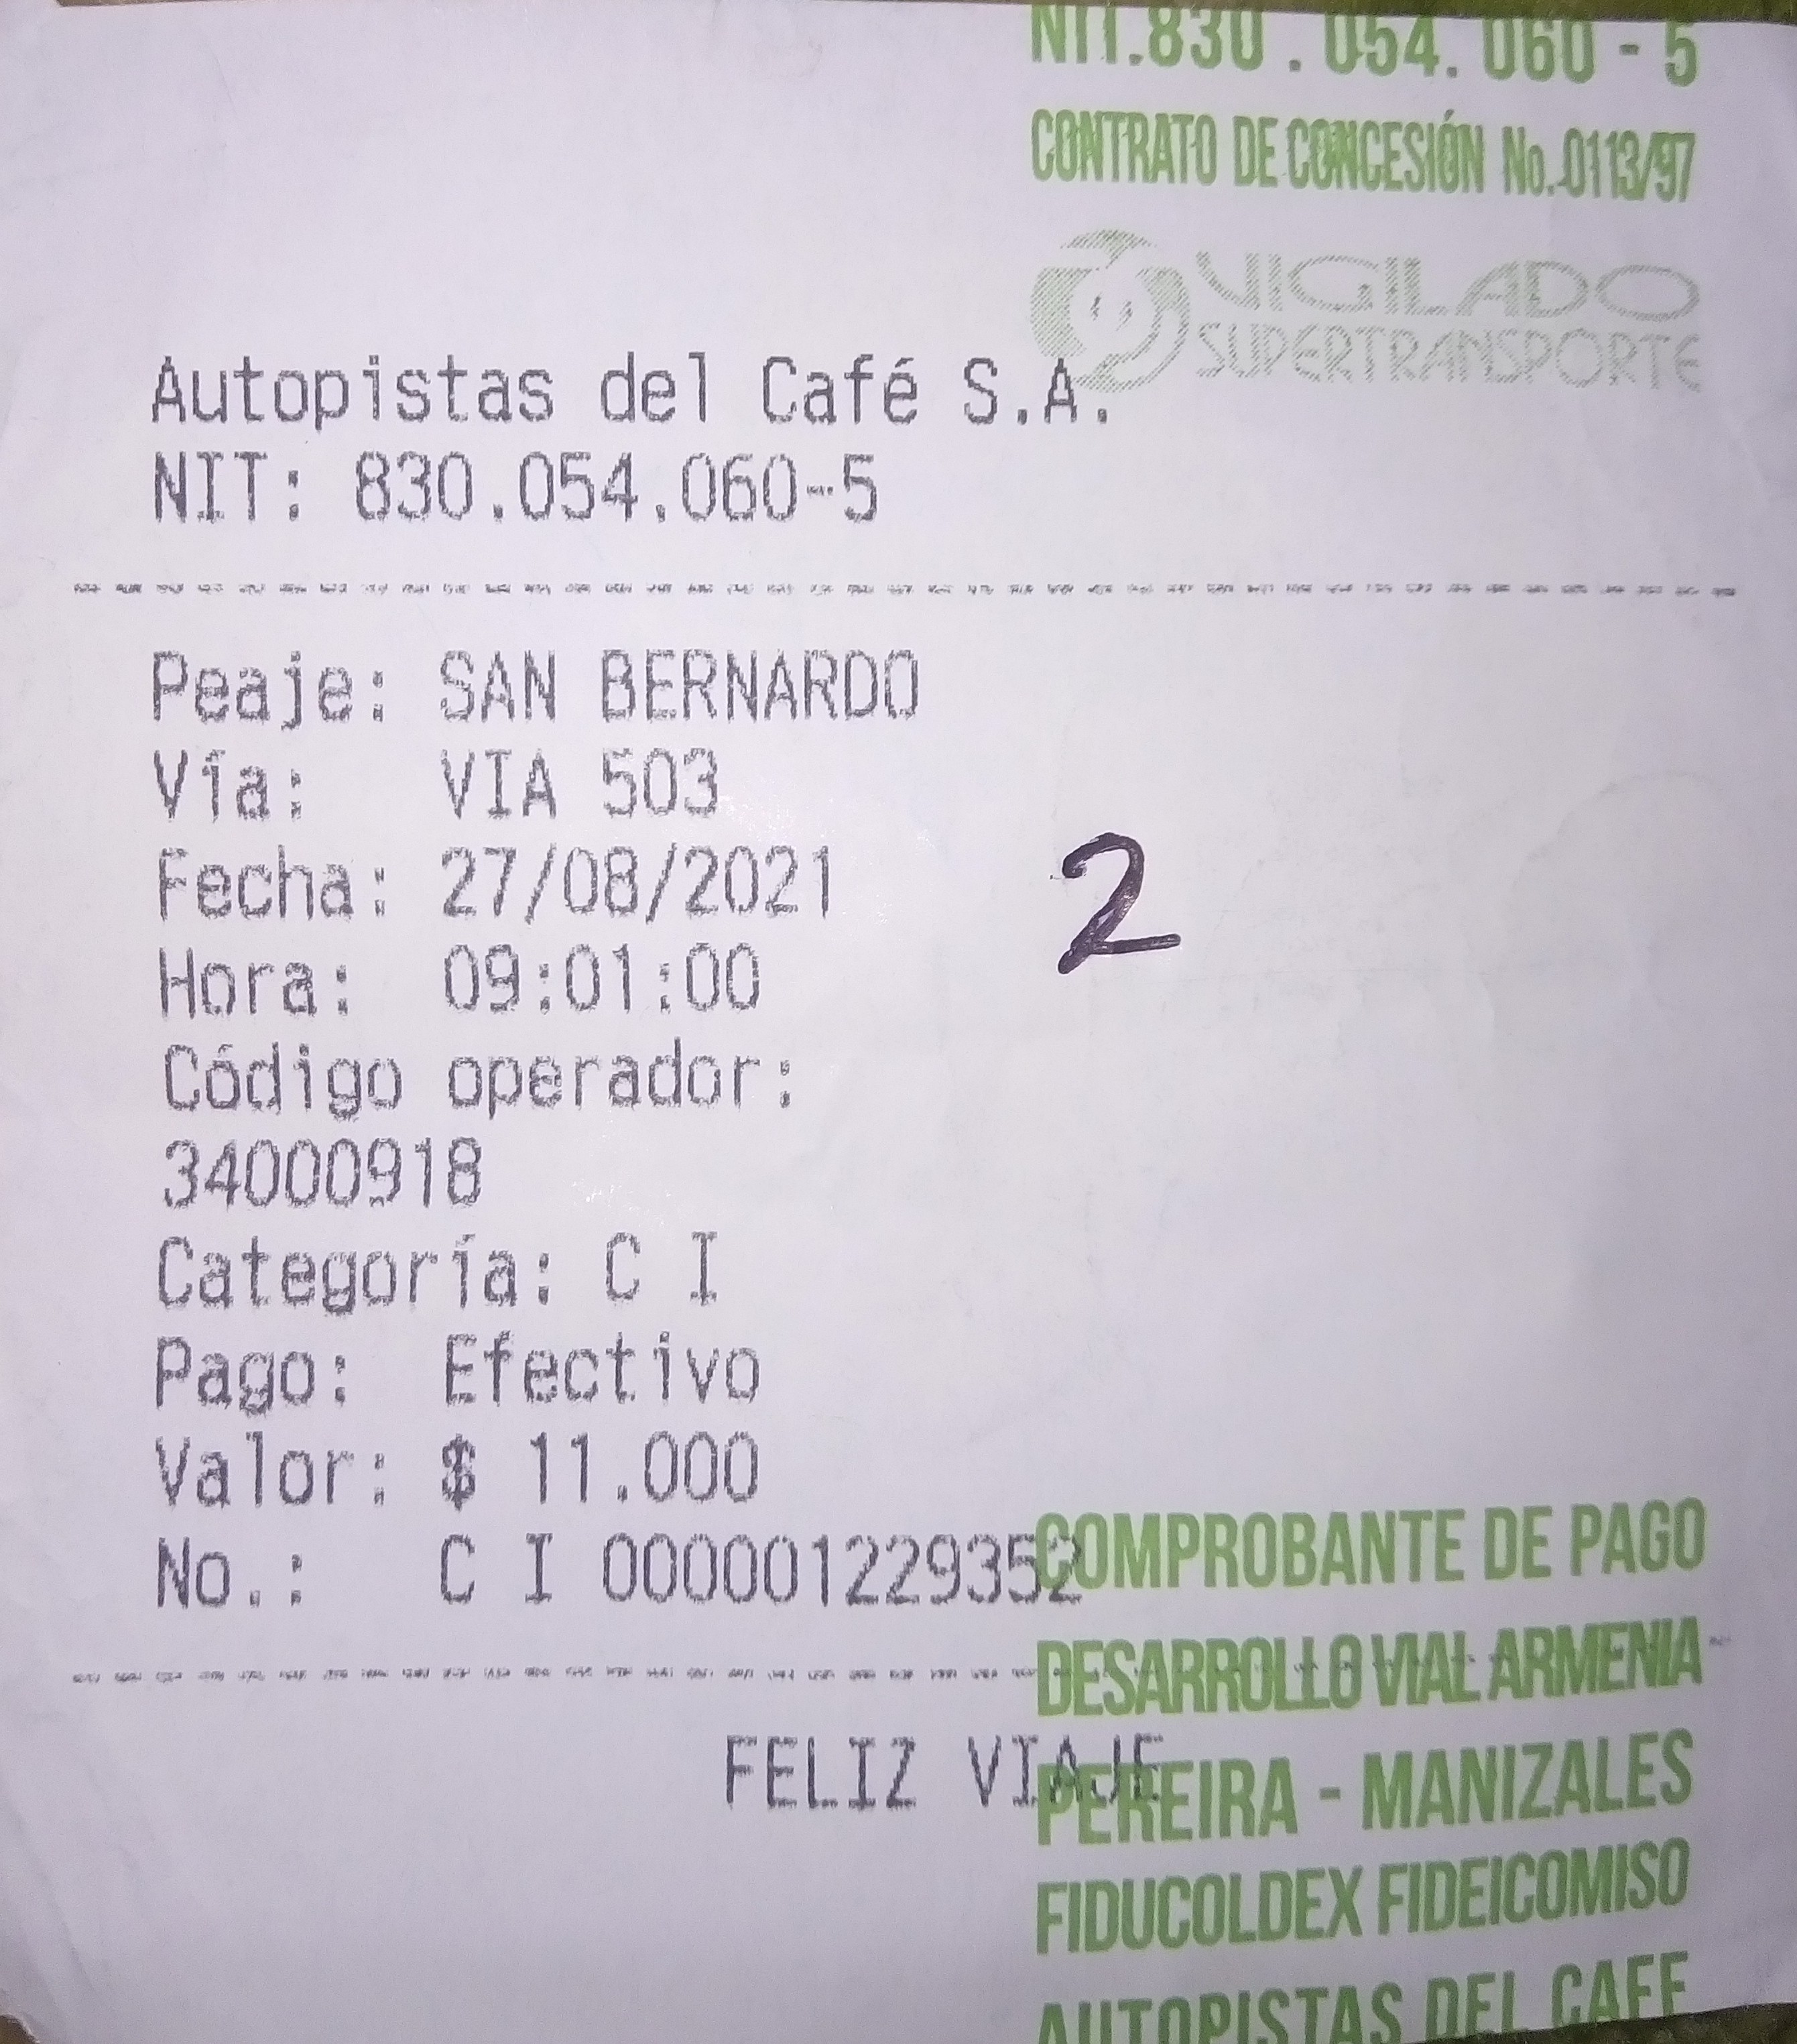 NIT.830.054.060-5
CONTRATO DE CONCESIÓN No.0113/97
VIGILADO
SUPERTRANSPORTE
Autopistas del Café S.A.
NIT: 830.054.060-5
Peaje: SAN BERNARDO
Vía: VIA 503
Fecha: 27/08/2021
2
Hora: 09:01:00
Código operador:
34000918
Categoría: C I
Pago: Efectivo
Valor: $ 11.000
No.: C I 000001229352
COMPROBANTE DE PAGO
DESARROLLO VIAL ARMENIA
FELIZ VIAJE
PEREIRA - MANIZALES
FIDUCOLDEX FIDEICOMISO
AUTOPISTAS DEL CAFE